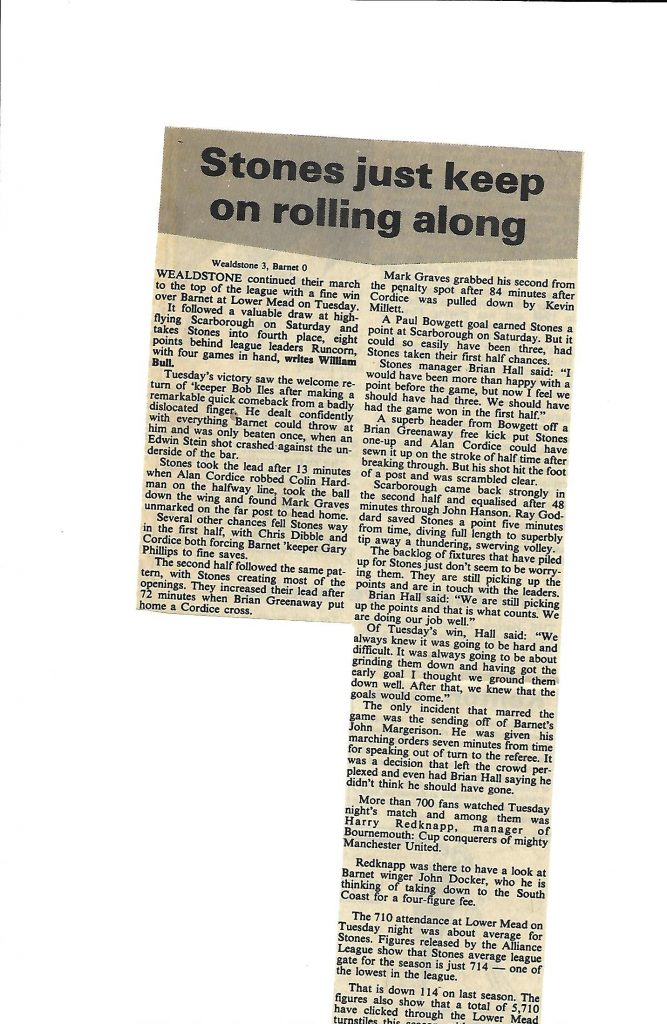 Stones just keep
on rolling along
Wealdstone 3, Barnet 0
WEALDSTONE continued their march
to the top of the league with a fine win
over Barnet at Lower Mead on Tuesday.
It followed a valuable draw at high-
flying Scarborough on Saturday and
takes Stones into fourth place, eight
points behind league leaders Runcorn,
with four games in hand, writes William
Bull.
Tuesday's victory saw the welcome re-
turn of 'keeper Bob Iles after making a
remarkable quick comeback from a badly
dislocated finger. He dealt confidently
with everything Barnet could throw at
him and was only beaten once, when an
Edwin Stein shot crashed against the un-
derside of the bar.
Stones took the lead after 13 minutes
when Alan Cordice robbed Colin Hard-
man on the halfway line, took the ball
down the wing and found Mark Graves
unmarked on the far post to head home.
Several other chances fell Stones way
in the first half, with Chris Dibble and
Cordice both forcing Barnet 'keeper Gary
Phillips to fine saves.
The second half followed the same pat-
tern, with Stones creating most of the
openings. They increased their lead after
72 minutes when Brian Greenaway put
home a Cordice cross.
Mark Graves grabbed his second from
the penalty spot after 84 minutes after
Cordice was pulled down by Kevin
Millett.
A Paul Bowgett goal earned Stones a
point at Scarborough on Saturday. But it
could so easily have been three, had
Stones taken their first half chances.
Stones manager Brian Hall said: "I
would have been more than happy with a
point before the game, but now I feel we
should have had three. We should have
had the game won in the first half."
A superb header from Bowgett off a
Brian Greenaway free kick put Stones
one-up and Alan Cordice could have
sewn it up on the stroke of half time after
breaking through. But his shot hit the foot
of a post and was scrambled clear.
Scarborough came back strongly in
the second half and equalised after 48
minutes through John Hanson. Ray God-
dard saved Stones a point five minutes
from time, diving full length to superbly
tip away a thundering, swerving volley.
The backlog of fixtures that have piled
up for Stones just don't seem to be worry-
ing them. They are still picking up the
points and are in touch with the leaders.
Brian Hall said: "We are still picking
up the points and that is what counts. We
are doing our job well."
Of Tuesday's win, Hall said: "We
always knew it was going to be hard and
difficult. It was always going to be about
grinding them down and having got the
early goal I thought we ground them
down well. After that, we knew that the
goals would come."
The only incident that marred the
game was the sending off of Barnet's
John Margerison. He was given his
marching orders seven minutes from time
for speaking out of turn to the referee. It
was a decision that left the crowd per-
plexed and even had Brian Hall saying he
didn't think he should have gone.
More than 700 fans watched Tuesday
night's match and among them was
Harry Redknapp, manager of
Bournemouth: Cup conquerers of mighty
Manchester United.
Redknapp was there to have a look at
Barnet winger John Docker, who he is
thinking of taking down to the South
Coast for a four-figure fee.
The 710 attendance at Lower Mead on
Tuesday night was about average for
Stones. Figures released by the Alliance
League show that Stones average league
gate for the season is just 714 — one of
the lowest in the league.
That is down 114 on last season. The
figures also show that a total of 5,710
have clicked through the Lower Mead
turnstiles this season